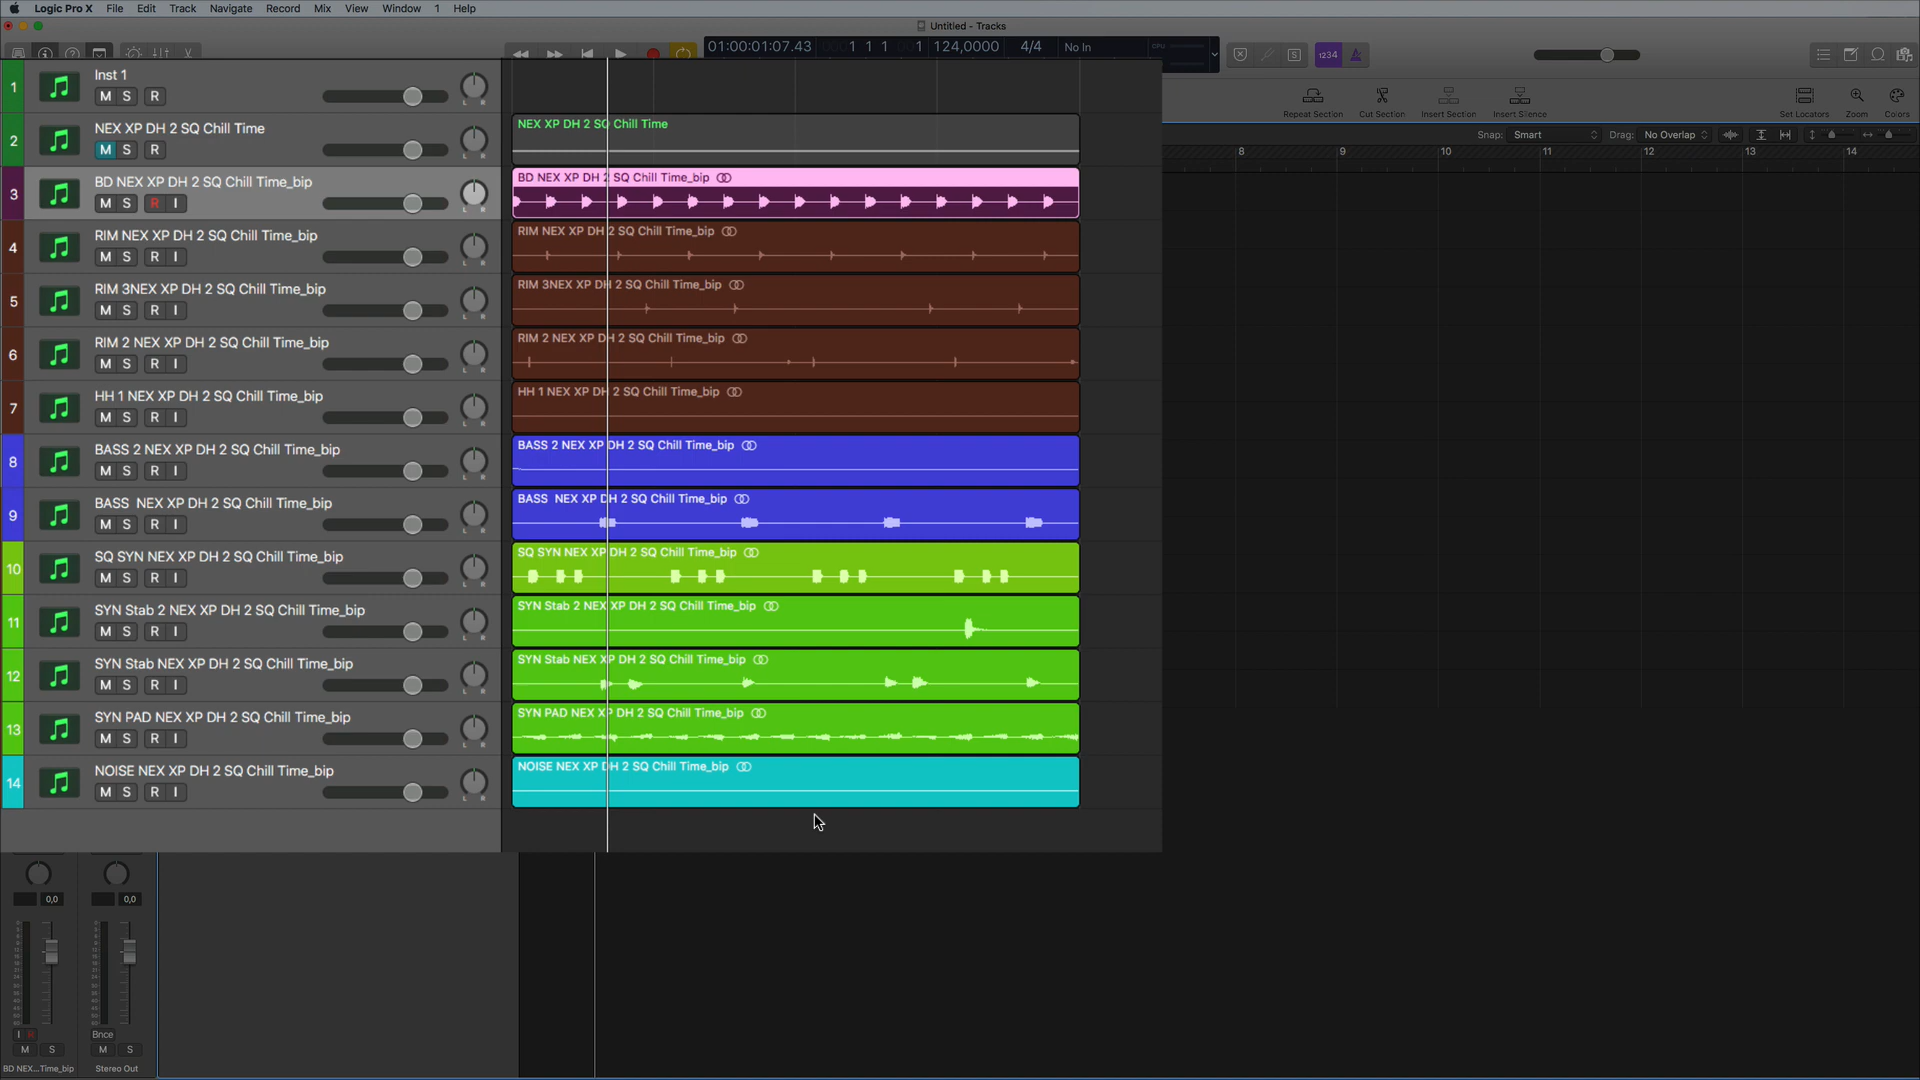 Logic Pro X File Edit Track Navigate Record Mix View Window 1 Help
Untitled - Tracks
01:00:01:07.43 1 1 1 1 124,0000 4/4 No In CPU
1234
Repeat Section Cut Section Insert Section Insert Silence Set Locators Zoom Colors
Snap: Smart Drag: No Overlap
8 9 10 11 12 13 14
1 Inst 1
M S R L R
2 NEX XP DH 2 SQ Chill Time
M S R L R
NEX XP DH 2 SQ Chill Time
3 BD NEX XP DH 2 SQ Chill Time_bip
M S R I L R
BD NEX XP DH 2 SQ Chill Time_bip
4 RIM NEX XP DH 2 SQ Chill Time_bip
M S R I L R
RIM NEX XP DH 2 SQ Chill Time_bip
5 RIM 3NEX XP DH 2 SQ Chill Time_bip
M S R I L R
RIM 3NEX XP DH 2 SQ Chill Time_bip
6 RIM 2 NEX XP DH 2 SQ Chill Time_bip
M S R I L R
RIM 2 NEX XP DH 2 SQ Chill Time_bip
7 HH 1 NEX XP DH 2 SQ Chill Time_bip
M S R I L R
HH 1 NEX XP DH 2 SQ Chill Time_bip
8 BASS 2 NEX XP DH 2 SQ Chill Time_bip
M S R I L R
BASS 2 NEX XP DH 2 SQ Chill Time_bip
9 BASS  NEX XP DH 2 SQ Chill Time_bip
M S R I L R
BASS  NEX XP DH 2 SQ Chill Time_bip
10 SQ SYN NEX XP DH 2 SQ Chill Time_bip
M S R I L R
SQ SYN NEX XP DH 2 SQ Chill Time_bip
11 SYN Stab 2 NEX XP DH 2 SQ Chill Time_bip
M S R I L R
SYN Stab 2 NEX XP DH 2 SQ Chill Time_bip
12 SYN Stab NEX XP DH 2 SQ Chill Time_bip
M S R I L R
SYN Stab NEX XP DH 2 SQ Chill Time_bip
13 SYN PAD NEX XP DH 2 SQ Chill Time_bip
M S R I L R
SYN PAD NEX XP DH 2 SQ Chill Time_bip
14 NOISE NEX XP DH 2 SQ Chill Time_bip
M S R I L R
NOISE NEX XP DH 2 SQ Chill Time_bip
0,0 0,0
I R Bnce
M S M S
BD NEX...Time_bip Stereo Out